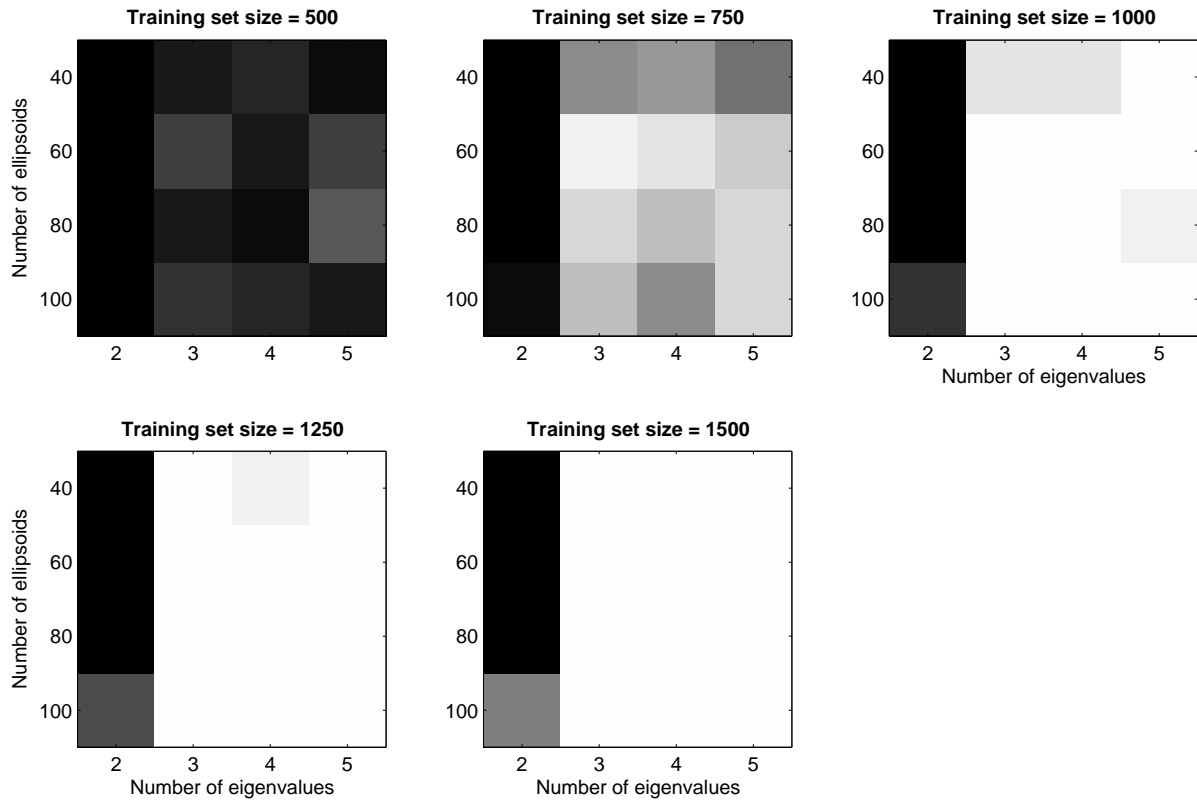 Training set size = 500
Number of ellipsoids
40
60
80
100
2 3 4 5
Training set size = 750
40
60
80
100
2 3 4 5
Training set size = 1000
40
60
80
100
2 3 4 5
Number of eigenvalues
Training set size = 1250
Number of ellipsoids
40
60
80
100
2 3 4 5
Number of eigenvalues
Training set size = 1500
40
60
80
100
2 3 4 5
Number of eigenvalues